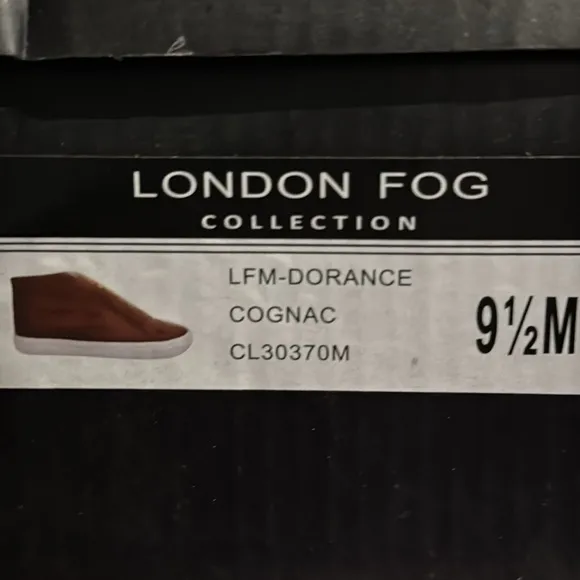 LONDON FOG
COLLECTION
LFM-DORANCE
COGNAC
CL30370M
9½M